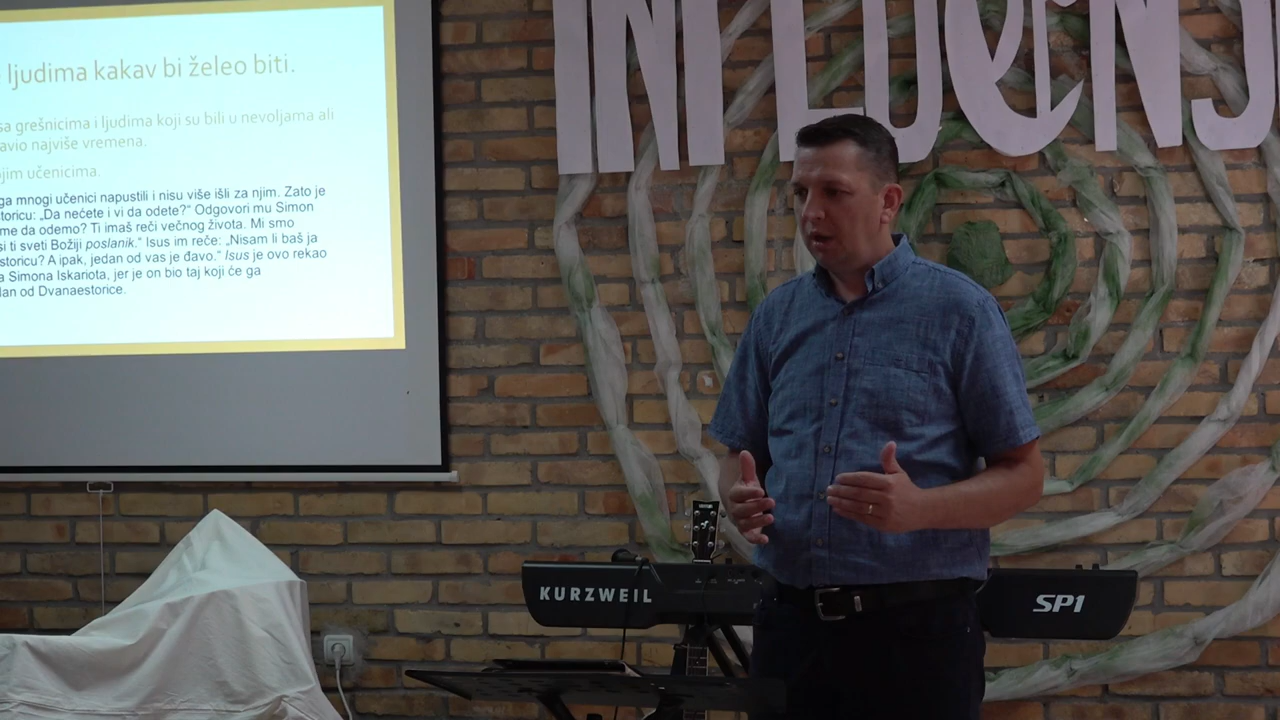 ljudima kakav bi želeo biti.
sa grešnicima i ljudima koji su bili u nevoljama ali
avio najviše vremena.
ojim učenicima.
ga mnogi učenici napustili i nisu više išli za njim. Zato je
storicu: „Da nećete i vi da odete?“ Odgovori mu Simon
me da odemo? Ti imaš reči večnog života. Mi smo
si ti sveti Božiji poslanik.“ Isus im reče: „Nisam li baš ja
storicu? A ipak, jedan od vas je đavo.“ Isus je ovo rekao
a Simona Iskariota, jer je on bio taj koji će ga
dan od Dvanaestorice.
INFLUENS
KURZWEIL
SP1